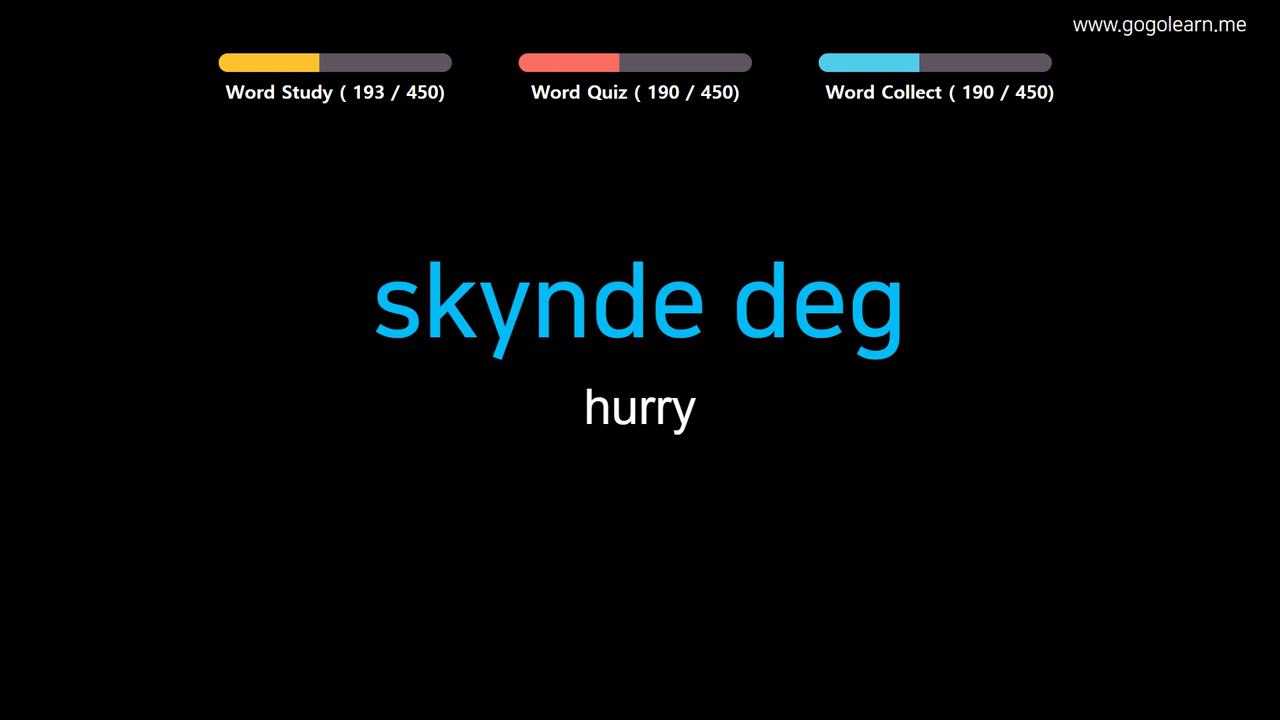 www.gogolearn.me
Word Study ( 193 / 450)
Word Quiz ( 190 / 450)
Word Collect ( 190 / 450)
skynde deg
hurry